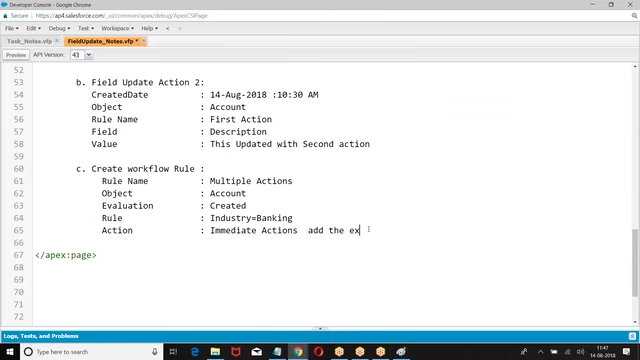 Developer Console - Google Chrome
Secure | https://ap4.salesforce.com/_ui/common/apex/debug/ApexCSIPage
File Edit Debug Test Workspace Help < >
Task_Notes.vfp × FieldUpdate_Notes.vfp * ×
Preview API Version: 43
52
53 b. Field Update Action 2:
54 CreatedDate : 14-Aug-2018 :10:30 AM
55 Object : Account
56 Rule Name : First Action
57 Field : Description
58 Value : This Updated with Second action
59
60 c. Create workflow Rule :
61 Rule Name : Multiple Actions
62 Object : Account
63 Evaluation : Created
64 Rule : Industry=Banking
65 Action : Immediate Actions add the ex
66
67 </apex:page>
68
69
70
71
72
Logs, Tests, and Problems
Type here to search
11:47
14-08-2018